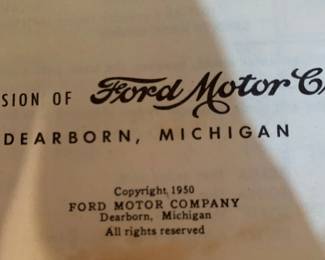 SION OF Ford Motor C
DEARBORN, MICHIGAN
Copyright, 1950
FORD MOTOR COMPANY
Dearborn, Michigan
All rights reserved